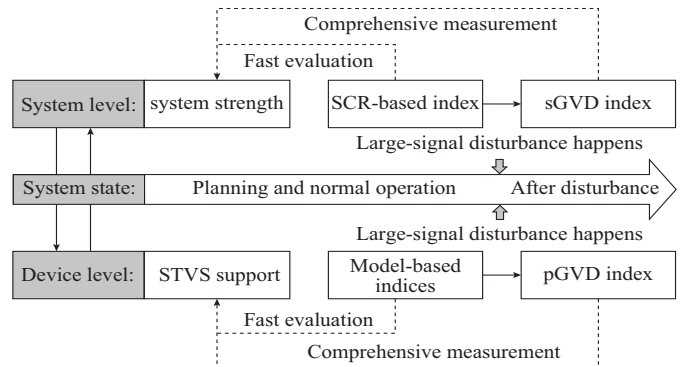 Comprehensive measurement
Fast evaluation
System level: system strength SCR-based index sGVD index
Large-signal disturbance happens
System state: Planning and normal operation After disturbance
Large-signal disturbance happens
Device level: STVS support Model-based indices pGVD index
Fast evaluation
Comprehensive measurement